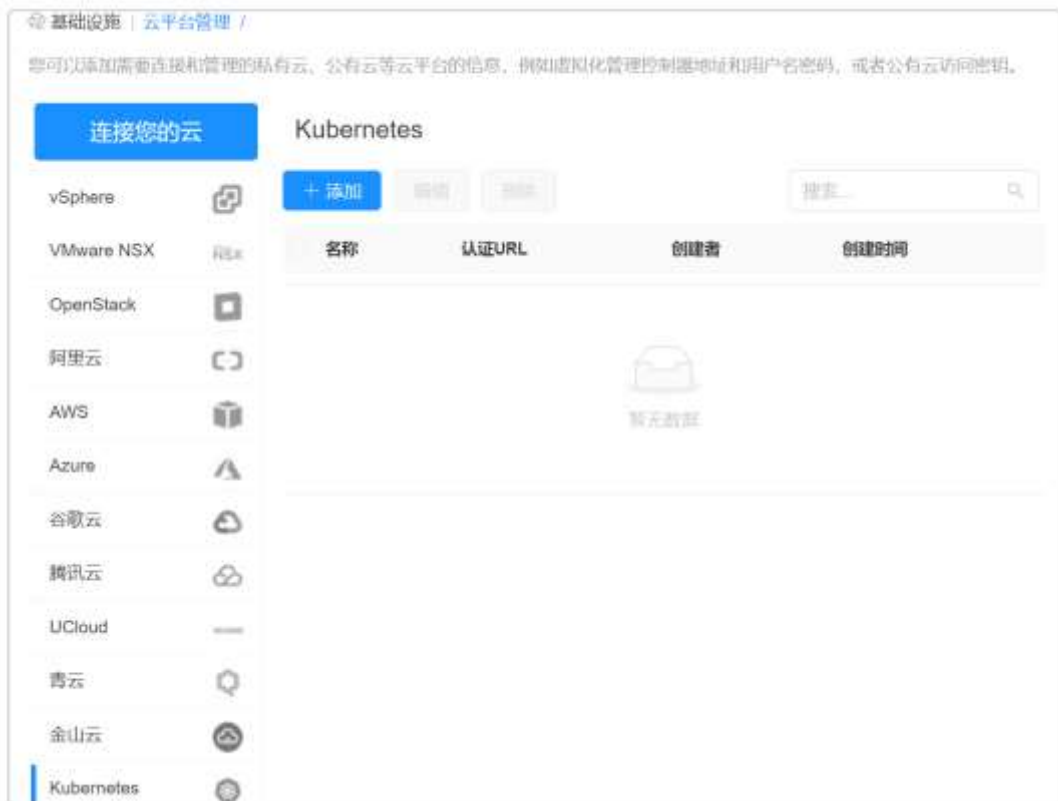 基础设施 | 云平台管理 /
您可以添加需要连接和管理的私有云、公有云等云平台的信息，例如虚拟化管理控制器地址和用户名密码，或者公有云访问密钥。
连接您的云
Kubernetes
+ 添加 编辑 删除 搜索...
名称 认证URL 创建者 创建时间
暂无数据
vSphere
VMware NSX
OpenStack
阿里云
AWS
Azure
谷歌云
腾讯云
UCloud
青云
金山云
Kubernetes